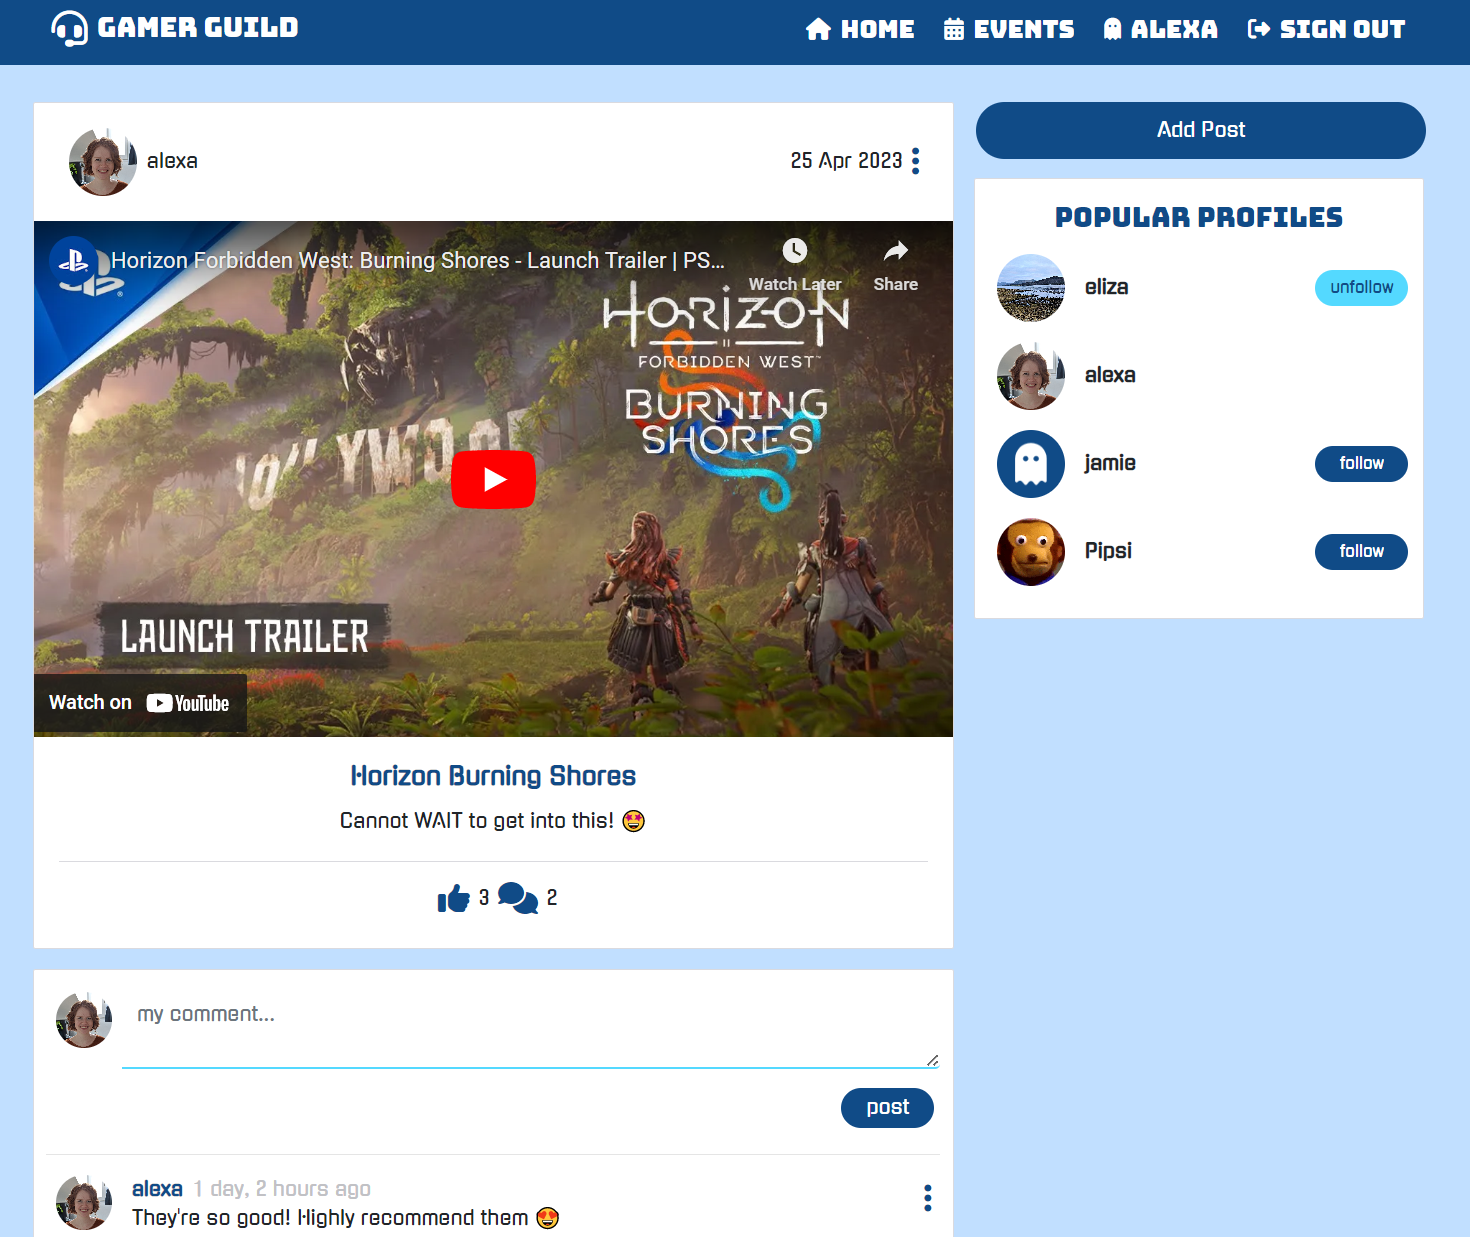 GAMER GUILD
HOME EVENTS ALEXA SIGN OUT
alexa
25 Apr 2023
Horizon Forbidden West: Burning Shores - Launch Trailer | PS...
Watch Later
Share
HORIZON
FORBIDDEN WEST™
BURNING
SHORES
LAUNCH TRAILER
Watch on YouTube
Horizon Burning Shores
Cannot WAIT to get into this! 🤩
3 2
my comment...
post
alexa 1 day, 2 hours ago
They're so good! Highly recommend them 😍
Add Post
POPULAR PROFILES
eliza unfollow
alexa
jamie follow
Pipsi follow